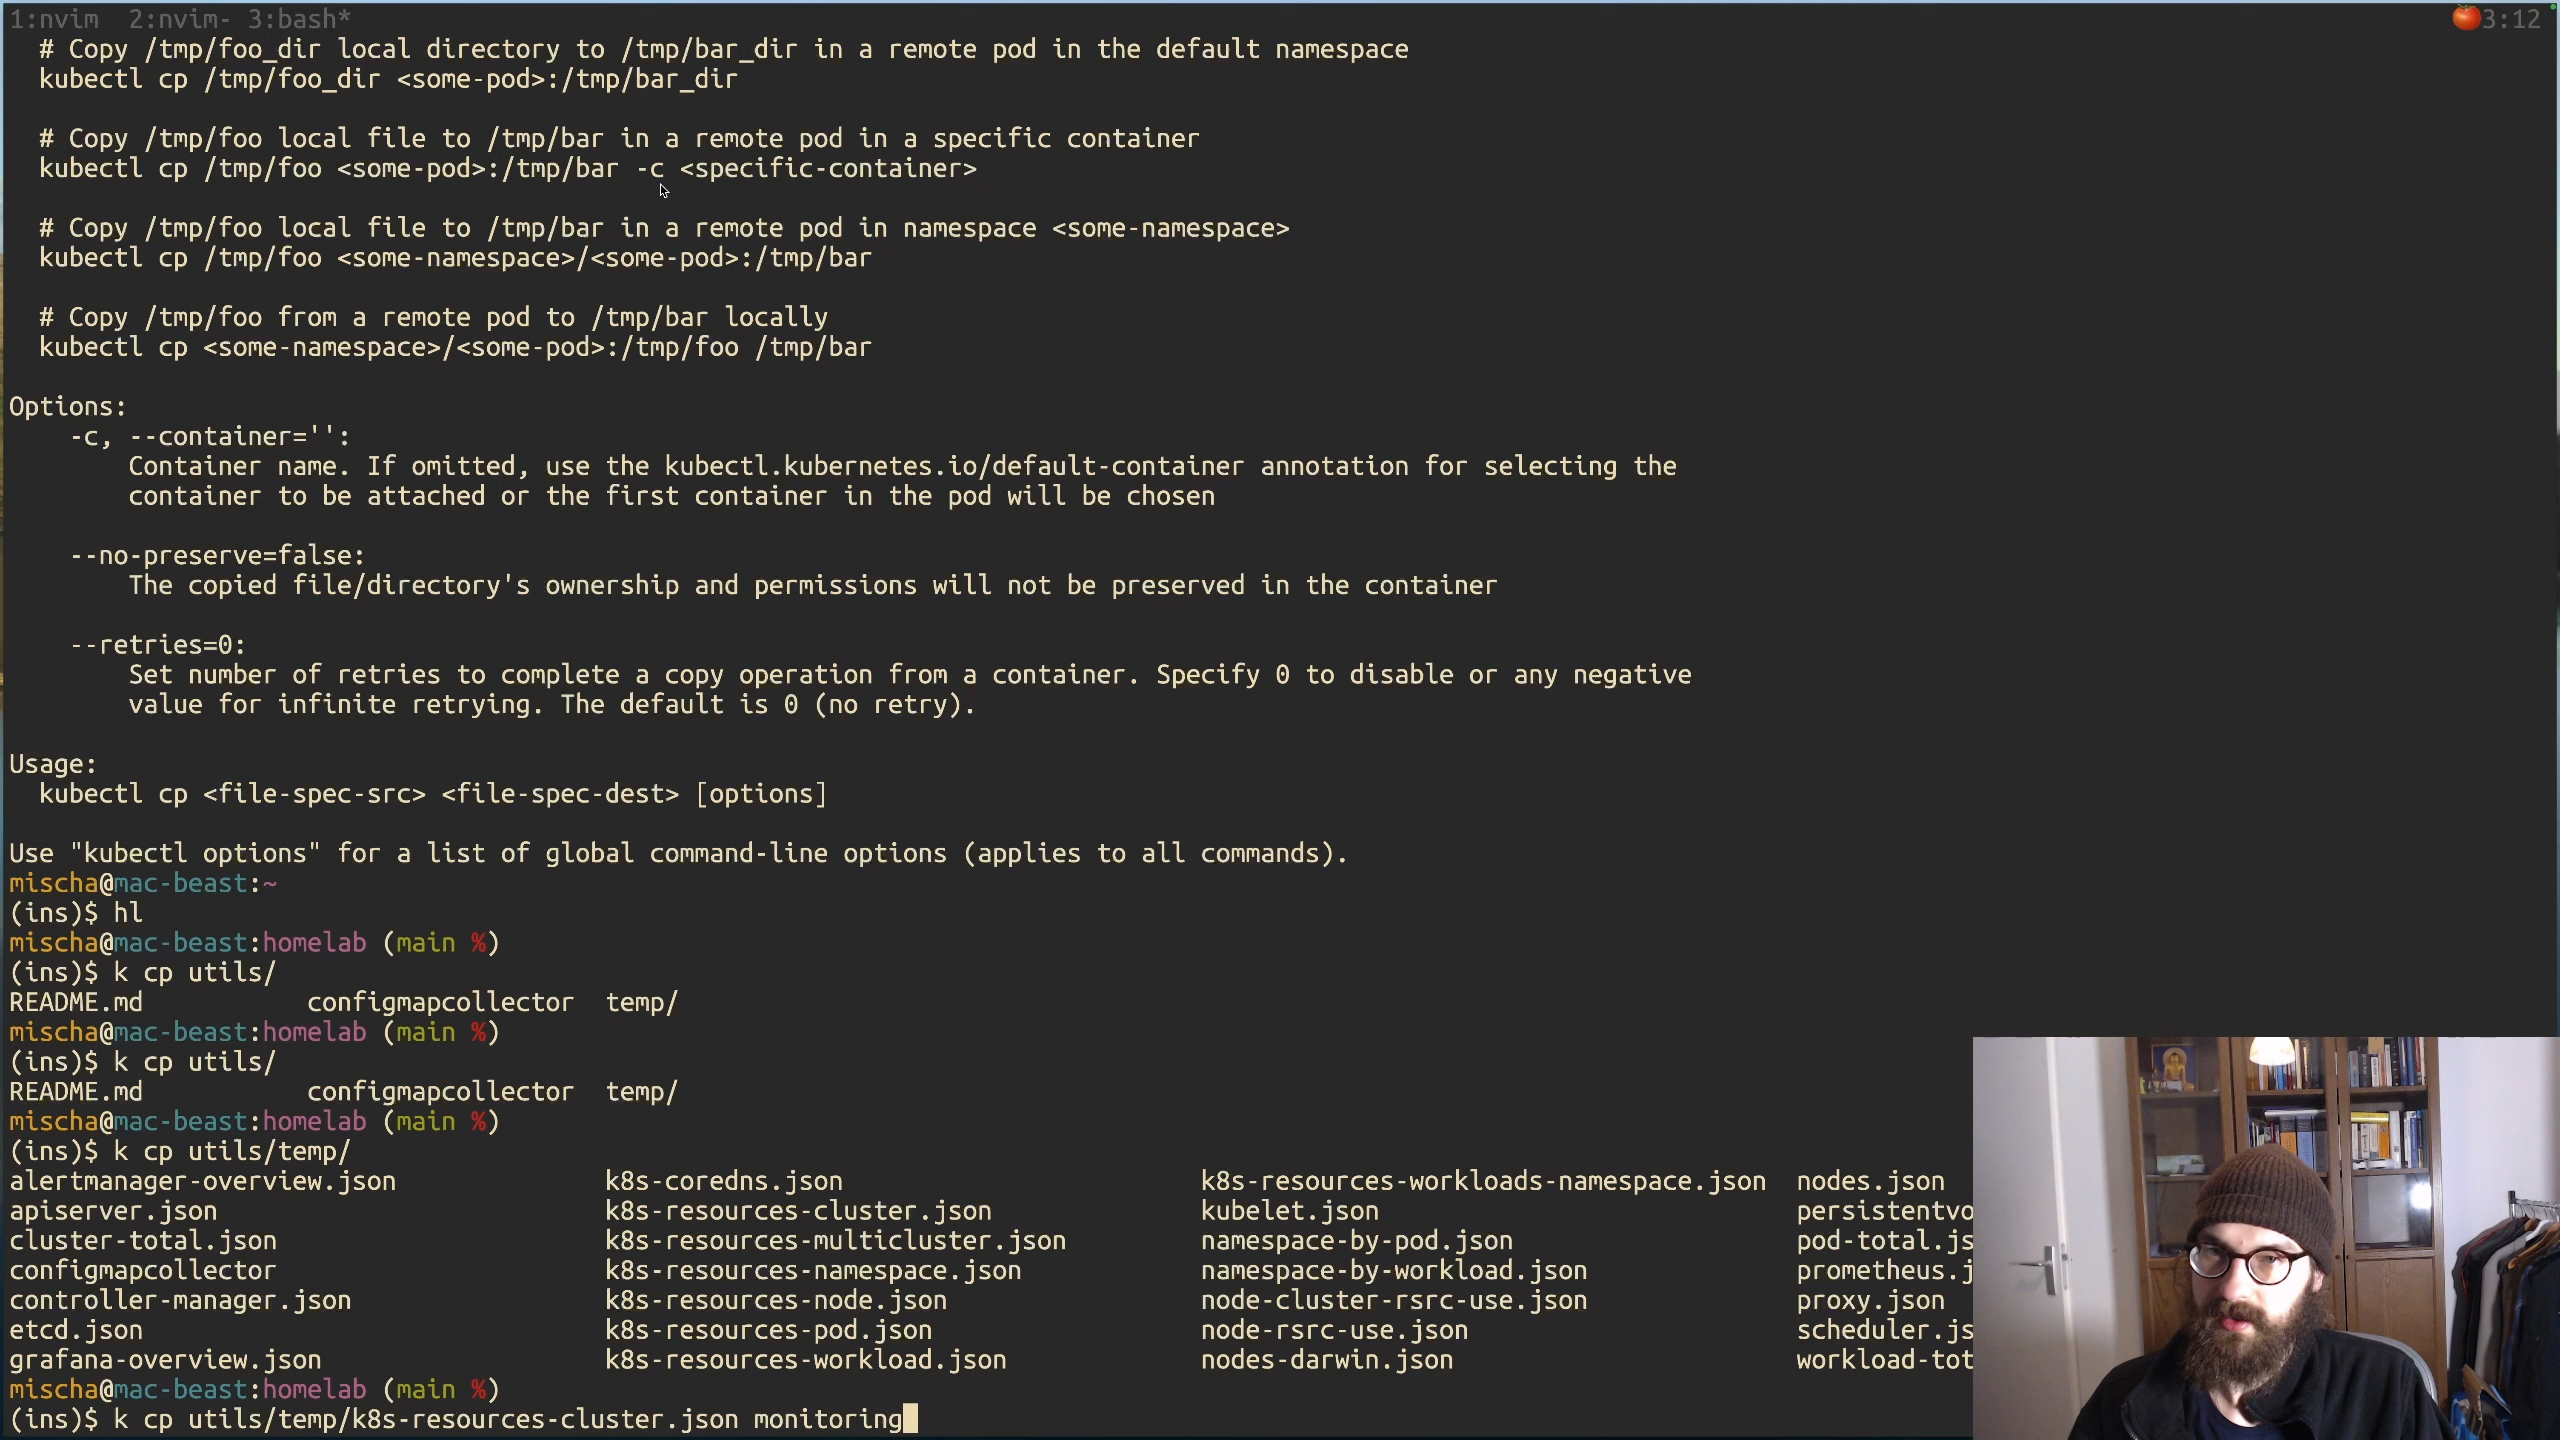 1:nvim  2:nvim- 3:bash*
3:12
# Copy /tmp/foo_dir local directory to /tmp/bar_dir in a remote pod in the default namespace
kubectl cp /tmp/foo_dir <some-pod>:/tmp/bar_dir
# Copy /tmp/foo local file to /tmp/bar in a remote pod in a specific container
kubectl cp /tmp/foo <some-pod>:/tmp/bar -c <specific-container>
# Copy /tmp/foo local file to /tmp/bar in a remote pod in namespace <some-namespace>
kubectl cp /tmp/foo <some-namespace>/<some-pod>:/tmp/bar
# Copy /tmp/foo from a remote pod to /tmp/bar locally
kubectl cp <some-namespace>/<some-pod>:/tmp/foo /tmp/bar
Options:
-c, --container='':
Container name. If omitted, use the kubectl.kubernetes.io/default-container annotation for selecting the
container to be attached or the first container in the pod will be chosen
--no-preserve=false:
The copied file/directory's ownership and permissions will not be preserved in the container
--retries=0:
Set number of retries to complete a copy operation from a container. Specify 0 to disable or any negative
value for infinite retrying. The default is 0 (no retry).
Usage:
kubectl cp <file-spec-src> <file-spec-dest> [options]
Use "kubectl options" for a list of global command-line options (applies to all commands).
mischa@mac-beast:~
(ins)$ hl
mischa@mac-beast:homelab (main %)
(ins)$ k cp utils/
README.md           configmapcollector  temp/
mischa@mac-beast:homelab (main %)
(ins)$ k cp utils/
README.md           configmapcollector  temp/
mischa@mac-beast:homelab (main %)
(ins)$ k cp utils/temp/
alertmanager-overview.json              k8s-coredns.json                        k8s-resources-workloads-namespace.json  nodes.json
apiserver.json                          k8s-resources-cluster.json              kubelet.json                            persistentvo
cluster-total.json                      k8s-resources-multicluster.json         namespace-by-pod.json                   pod-total.js
configmapcollector                      k8s-resources-namespace.json            namespace-by-workload.json              prometheus.j
controller-manager.json                 k8s-resources-node.json                 node-cluster-rsrc-use.json              proxy.json
etcd.json                               k8s-resources-pod.json                  node-rsrc-use.json                      scheduler.js
grafana-overview.json                   k8s-resources-workload.json             nodes-darwin.json                       workload-tot
mischa@mac-beast:homelab (main %)
(ins)$ k cp utils/temp/k8s-resources-cluster.json monitoring